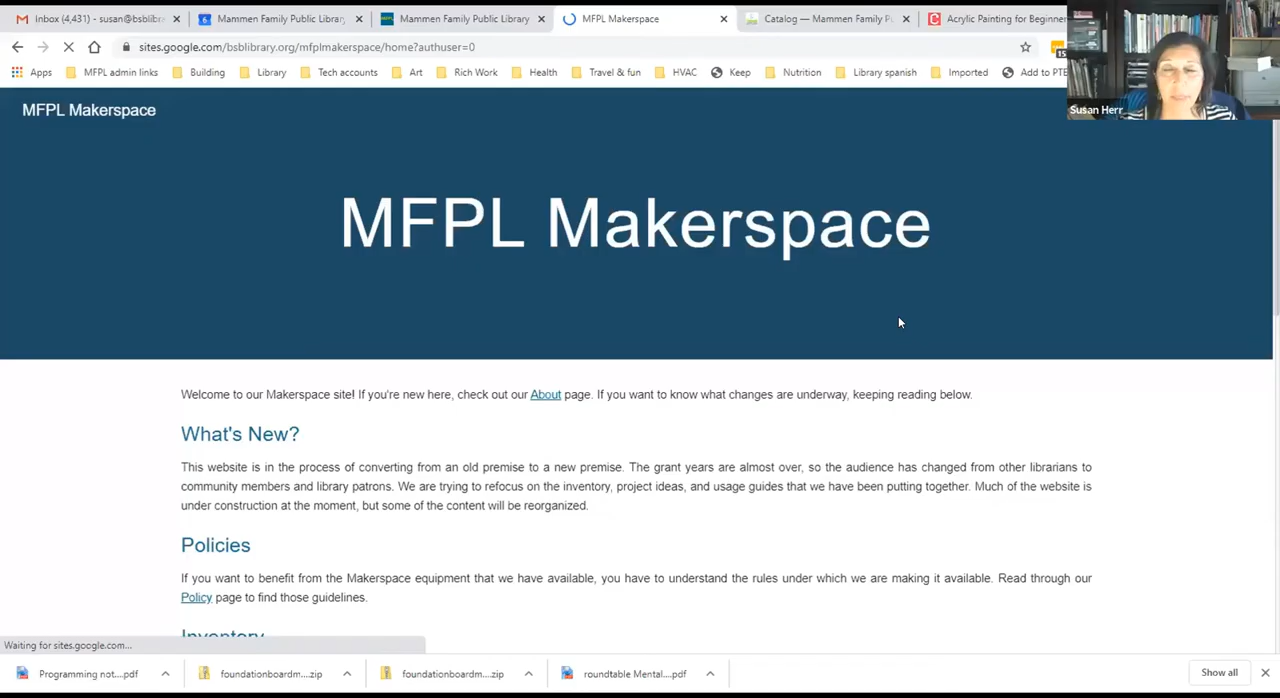 Inbox (4,431) - susan@bsblibra
Mammen Family Public Library
Mammen Family Public Library
MFPL Makerspace
Catalog — Mammen Family Pu
Acrylic Painting for Beginner
sites.google.com/bsblibrary.org/mfplmakerspace/home?authuser=0
Apps
MFPL admin links
Building
Library
Tech accounts
Art
Rich Work
Health
Travel & fun
HVAC
Keep
Nutrition
Library spanish
Imported
Add to PTE
Susan Herr
MFPL Makerspace
MFPL Makerspace
Welcome to our Makerspace site! If you're new here, check out our About page. If you want to know what changes are underway, keeping reading below.
What's New?
This website is in the process of converting from an old premise to a new premise. The grant years are almost over, so the audience has changed from other librarians to
community members and library patrons. We are trying to refocus on the inventory, project ideas, and usage guides that we have been putting together. Much of the website is
under construction at the moment, but some of the content will be reorganized.
Policies
If you want to benefit from the Makerspace equipment that we have available, you have to understand the rules under which we are making it available. Read through our
Policy page to find those guidelines.
Inventory
Waiting for sites.google.com...
Programming not....pdf
foundationboardm....zip
foundationboardm....zip
roundtable Mental....pdf
Show all